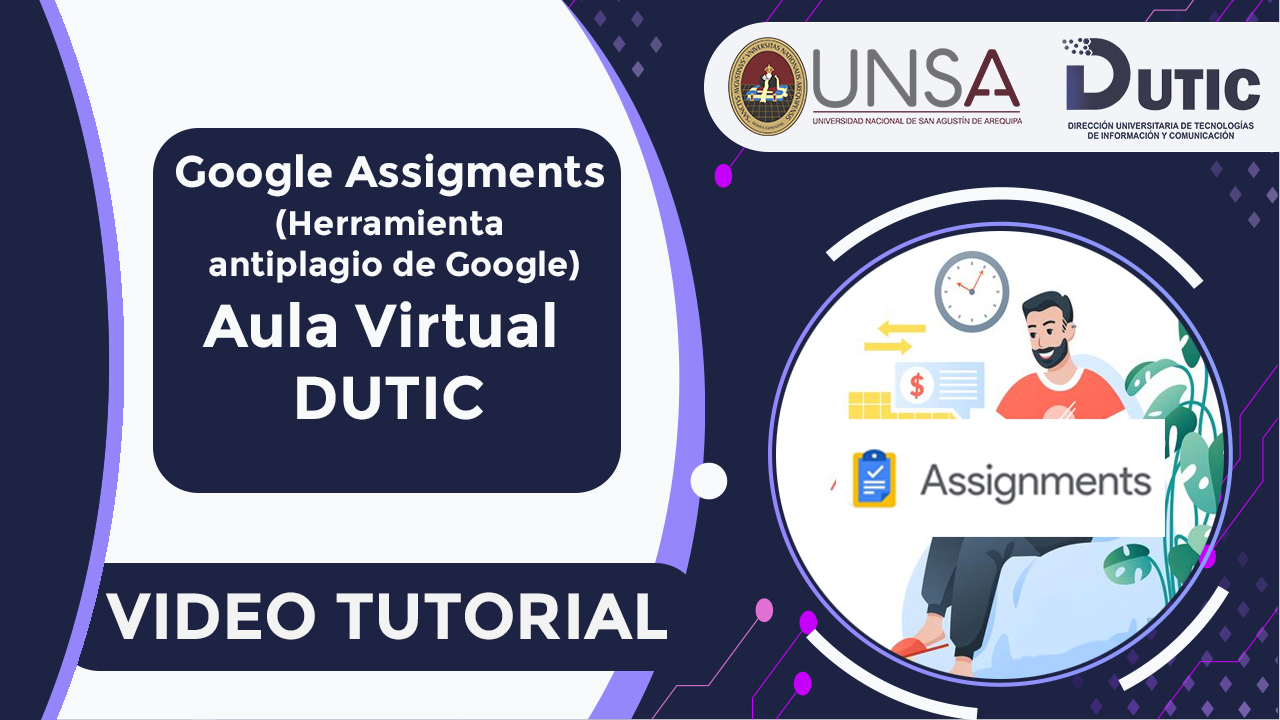 Google Assigments
(Herramienta
antiplagio de Google)
Aula Virtual
DUTIC
VIDEO TUTORIAL
UNSA
UNIVERSIDAD NACIONAL DE SAN AGUSTÍN DE AREQUIPA
DUTIC
DIRECCIÓN UNIVERSITARIA DE TECNOLOGÍAS
DE INFORMACIÓN Y COMUNICACIÓN
$
Assignments